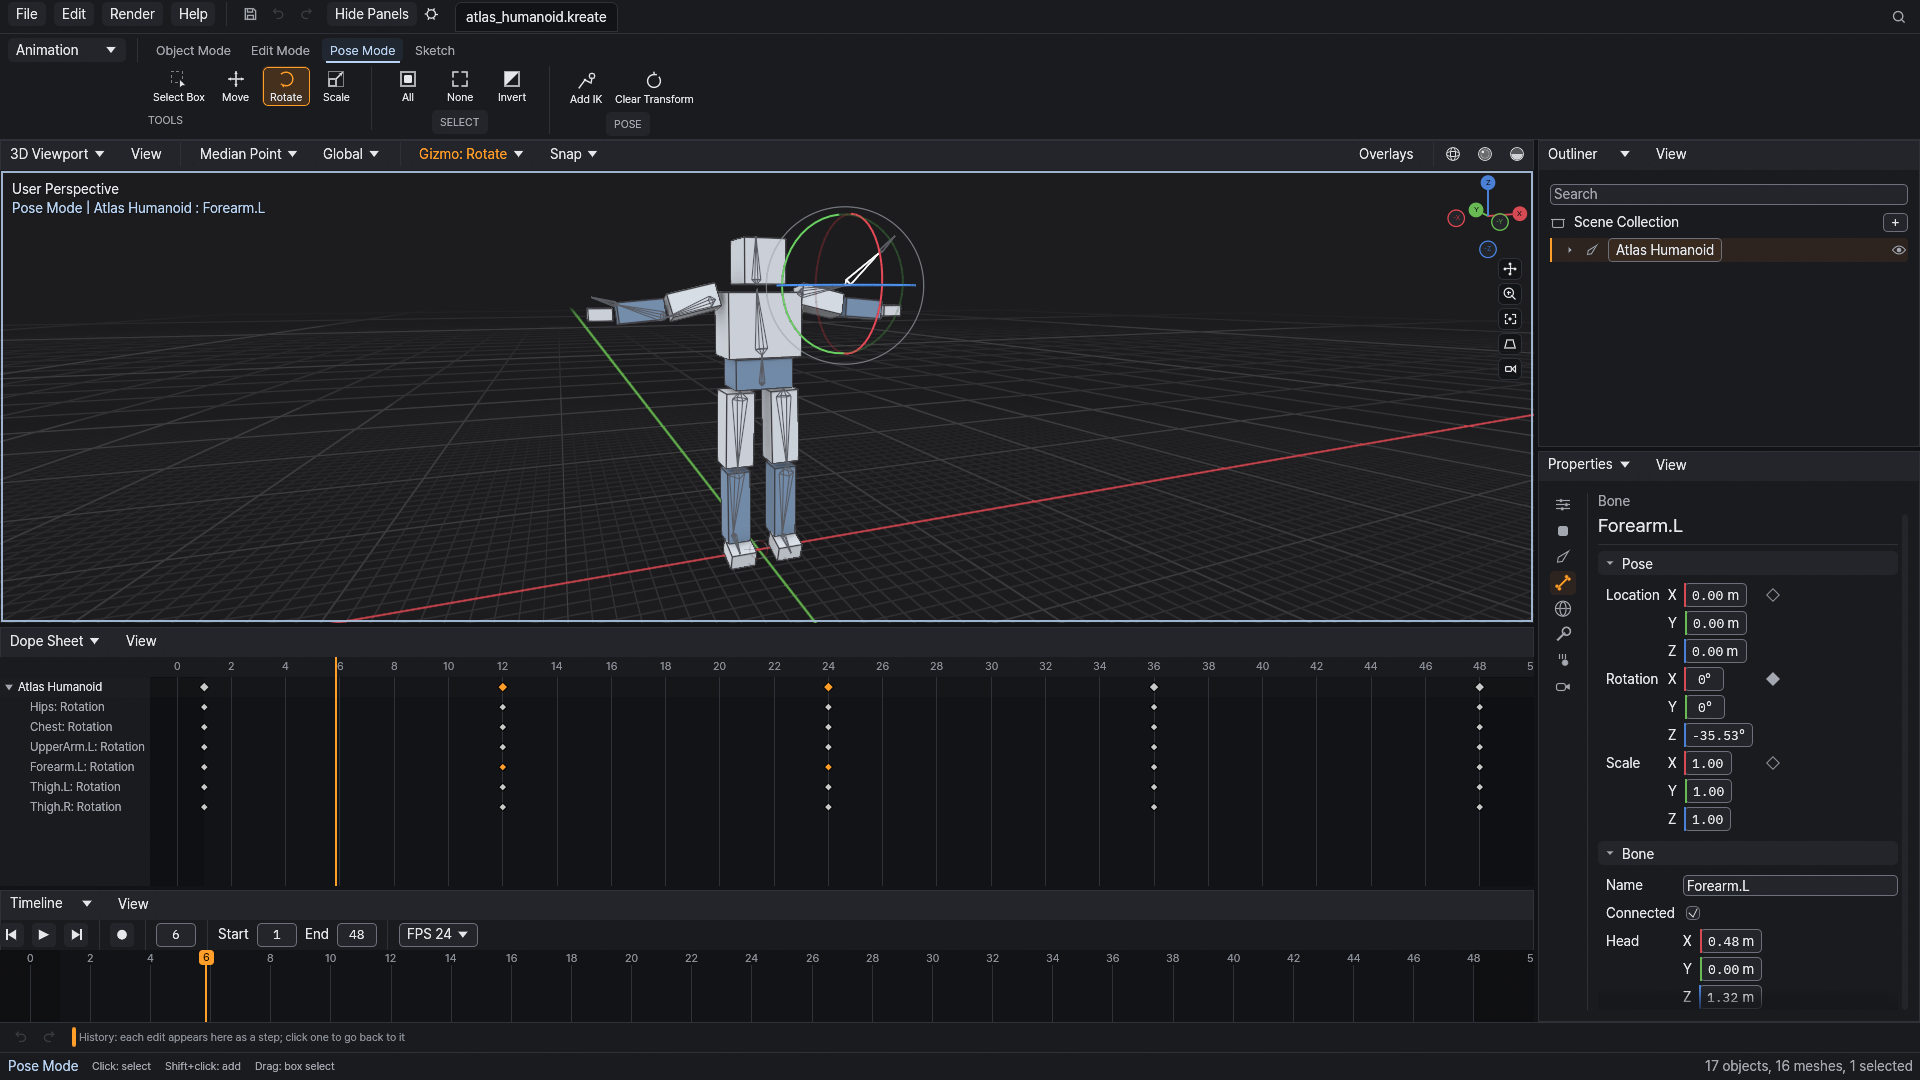 File Edit Render Help Hide Panels atlas_humanoid.kreate
Animation Object Mode Edit Mode Pose Mode Sketch
Select Box Move Rotate Scale All None Invert Add IK Clear Transform
TOOLS SELECT POSE
3D Viewport View Median Point Global Gizmo: Rotate Snap Overlays
User Perspective
Pose Mode | Atlas Humanoid : Forearm.L
Z
-X Y -Y X
-Z
Outliner View
Search
Scene Collection +
Atlas Humanoid
Properties View
Bone
Forearm.L
Pose
Location X 0.00 m
Y 0.00 m
Z 0.00 m
Rotation X 0°
Y 0°
Z -35.53°
Scale X 1.00
Y 1.00
Z 1.00
Bone
Name Forearm.L
Connected
Head X 0.48 m
Y 0.00 m
Z 1.32 m
Dope Sheet View
0 2 4 6 8 10 12 14 16 18 20 22 24 26 28 30 32 34 36 38 40 42 44 46 48 5
Atlas Humanoid
Hips: Rotation
Chest: Rotation
UpperArm.L: Rotation
Forearm.L: Rotation
Thigh.L: Rotation
Thigh.R: Rotation
Timeline View
6 Start 1 End 48 FPS 24
0 2 4 6 8 10 12 14 16 18 20 22 24 26 28 30 32 34 36 38 40 42 44 46 48 5
History: each edit appears here as a step; click one to go back to it
Pose Mode Click: select Shift+click: add Drag: box select 17 objects, 16 meshes, 1 selected